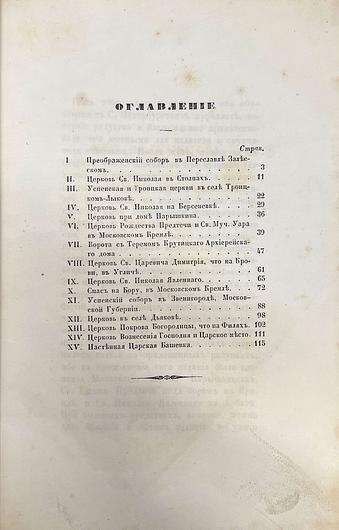 ОГЛАВЛЕНІЕ
Стран.
I Преображенскій соборъ въ Переславлѣ Залѣс-
скомъ. 3
II. Церковь Св. Николая въ Столпахъ. 11
III. Успенская и Троицкая церкви въ селѣ Троиц-
комъ-Лыковѣ. 22
IV. Церковь Св. Николая на Берсеневкѣ. 29
V. Церковь при домѣ Нарышкина. 36
VI. Церковь Рождества Предтечи и Св. Муч. Уара
въ Московскомъ Кремлѣ. 39
VII. Ворота съ Теремомъ Крутицкаго Архіерейска-
го дома. 47
VIII. Церковь Св. Царевича Димитрія, что на Кро-
ви, въ Угличѣ. 61
IX. Церковь Св. Николая Явленнаго. 65
X. Спасъ на Бору, въ Московскомъ Кремлѣ. 72
XI. Успенскій соборъ въ Звенигородѣ, Москов-
ской Губерніи. 88
XII. Церковь въ селѣ Дьяковѣ. 98
XIII. Церковь Покрова Богородицы, что на Филяхъ. 102
XIV. Церковь Вознесенія Господня и Царское мѣсто. 111
XV. Настѣнная Царская Башенка. 115